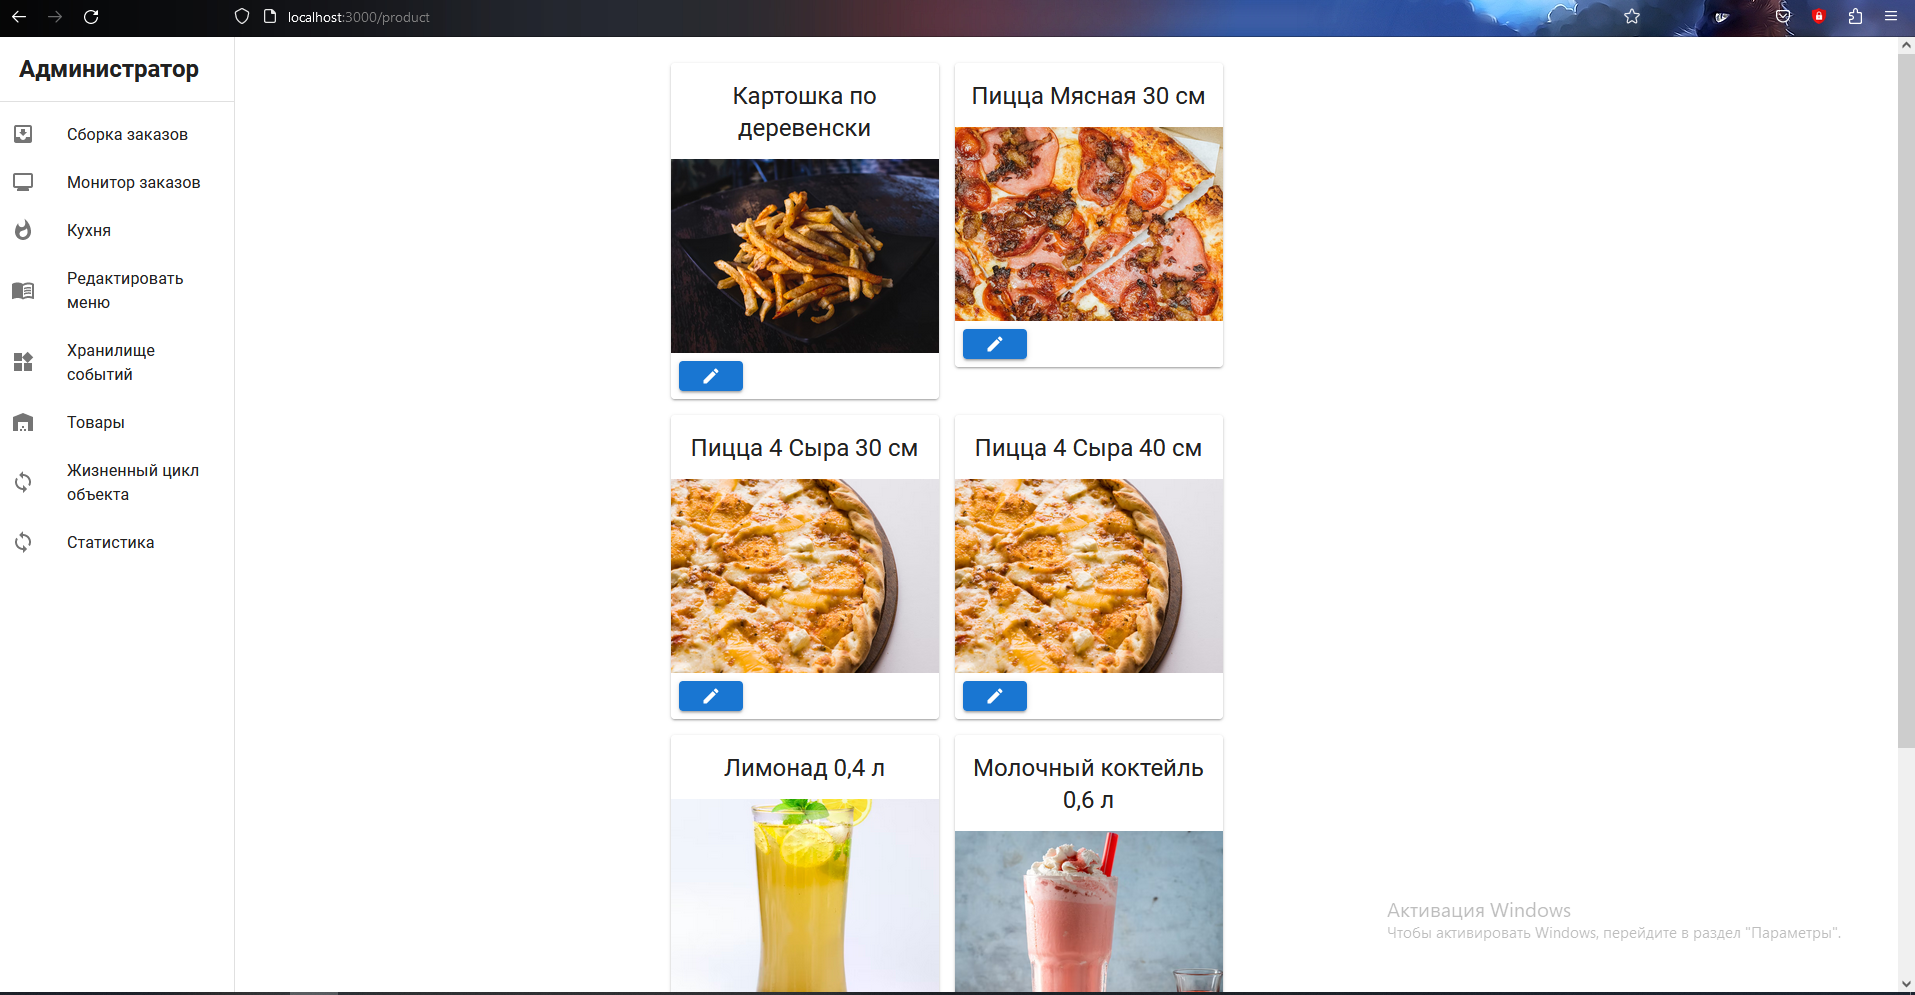 localhost:3000/product
Администратор
Сборка заказов
Монитор заказов
Кухня
Редактировать
меню
Хранилище
событий
Товары
Жизненный цикл
объекта
Статистика
Картошка по
деревенски
Пицца Мясная 30 см
Пицца 4 Сыра 30 см
Пицца 4 Сыра 40 см
Лимонад 0,4 л
Молочный коктейль
0,6 л
Активация Windows
Чтобы активировать Windows, перейдите в раздел "Параметры".